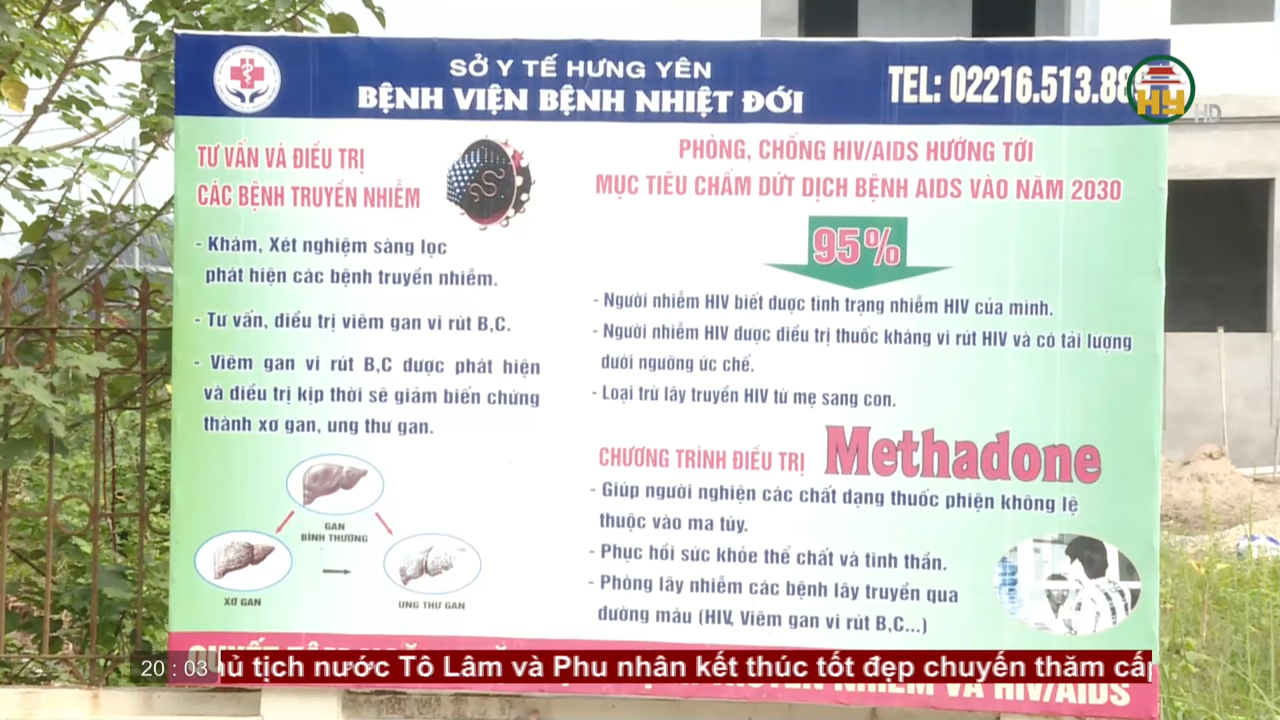 SỞ Y TẾ HƯNG YÊN
BỆNH VIỆN BỆNH NHIỆT ĐỚI
TEL: 02216.513.88
HY
HD
TƯ VẤN VÀ ĐIỀU TRỊ
CÁC BỆNH TRUYỀN NHIỄM
- Khám, Xét nghiệm sàng lọc
phát hiện các bệnh truyền nhiễm.
- Tư vấn, điều trị viêm gan vi rút B,C.
- Viêm gan vi rút B,C được phát hiện
và điều trị kịp thời sẽ giảm biến chứng
thành xơ gan, ung thư gan.
GAN
BÌNH THƯỜNG
XƠ GAN
UNG THƯ GAN
PHÒNG, CHỐNG HIV/AIDS HƯỚNG TỚI
MỤC TIÊU CHẤM DỨT DỊCH BỆNH AIDS VÀO NĂM 2030
95%
- Người nhiễm HIV biết được tình trạng nhiễm HIV của mình.
- Người nhiễm HIV được điều trị thuốc kháng vi rút HIV và có tải lượng
dưới ngưỡng ức chế.
- Loại trừ lây truyền HIV từ mẹ sang con.
CHƯƠNG TRÌNH ĐIỀU TRỊ Methadone
- Giúp người nghiện các chất dạng thuốc phiện không lệ
thuộc vào ma túy.
- Phục hồi sức khỏe thể chất và tinh thần.
- Phòng lây nhiễm các bệnh lây truyền qua
đường máu (HIV, Viêm gan vi rút B,C...)
NHIỄM VÀ HIV/AIDS
20 : 03
tịch nước Tô Lâm và Phu nhân kết thúc tốt đẹp chuyến thăm cấp